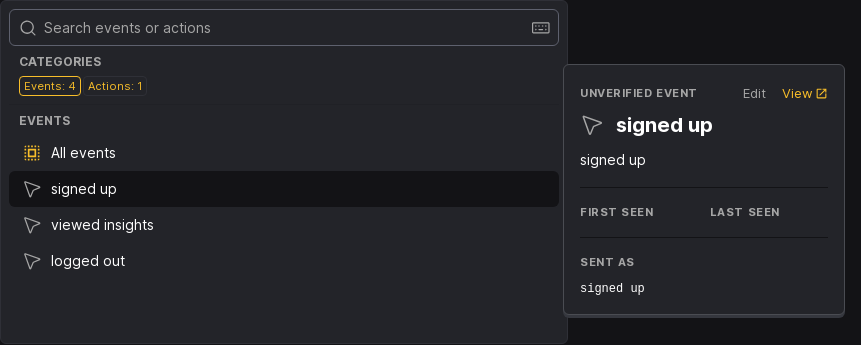 Search events or actions
CATEGORIES
Events: 4 Actions: 1
EVENTS
All events
signed up
viewed insights
logged out
UNVERIFIED EVENT Edit View
signed up
signed up
FIRST SEEN LAST SEEN
SENT AS
signed up